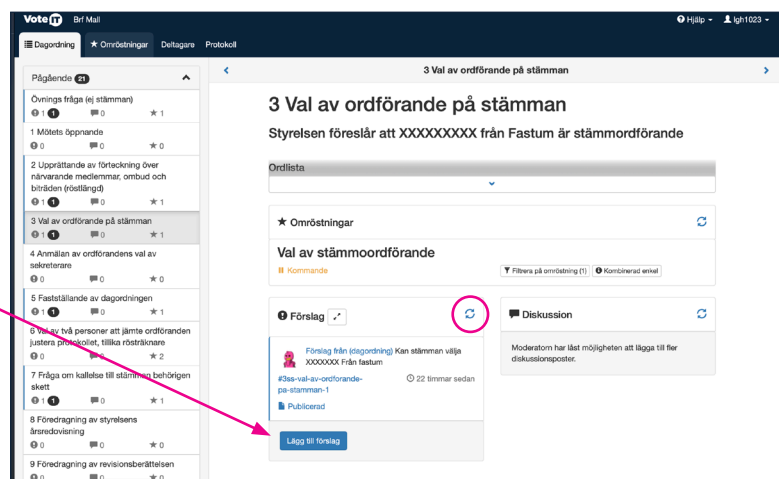 VoteIT Brf Mall Hjälp lgh1023
Dagordning Omröstningar Deltagare Protokoll
Pågående 21
Övnings fråga (ej stämman)
1 1 0 1
1 Mötets öppnande
0 0 0
2 Upprättande av förteckning över
närvarande medlemmar, ombud och
biträden (röstlängd)
1 1 0 1
3 Val av ordförande på stämman
1 1 0 1
4 Anmälan av ordförandens val av
sekreterare
0 0 0
5 Fastställande av dagordningen
1 1 0 1
6 Val av två personer att jämte ordföranden
justera protokollet, tillika rösträknare
0 2
7 Fråga om kallelse till stämman behörigen
skett
1 1 0 1
8 Föredragning av styrelsens
årsredovisning
0 0 0
9 Föredragning av revisionsberättelsen
0 0 0
3 Val av ordförande på stämman
3 Val av ordförande på stämman
Styrelsen föreslår att XXXXXXXXX från Fastum är stämmordförande
Ordlista
Omröstningar
Val av stämmoordförande
Kommande Filtrera på omröstning (1) Kombinerad enkel
Förslag
Förslag från (dagordning) Kan stämman välja
XXXXXXX Från fastum
#3ss-val-av-ordforande-
pa-stamman-1
22 timmar sedan
Publicerad
Lägg till förslag
Diskussion
Moderatorn har låst möjligheten att lägga till fler
diskussionsposter.